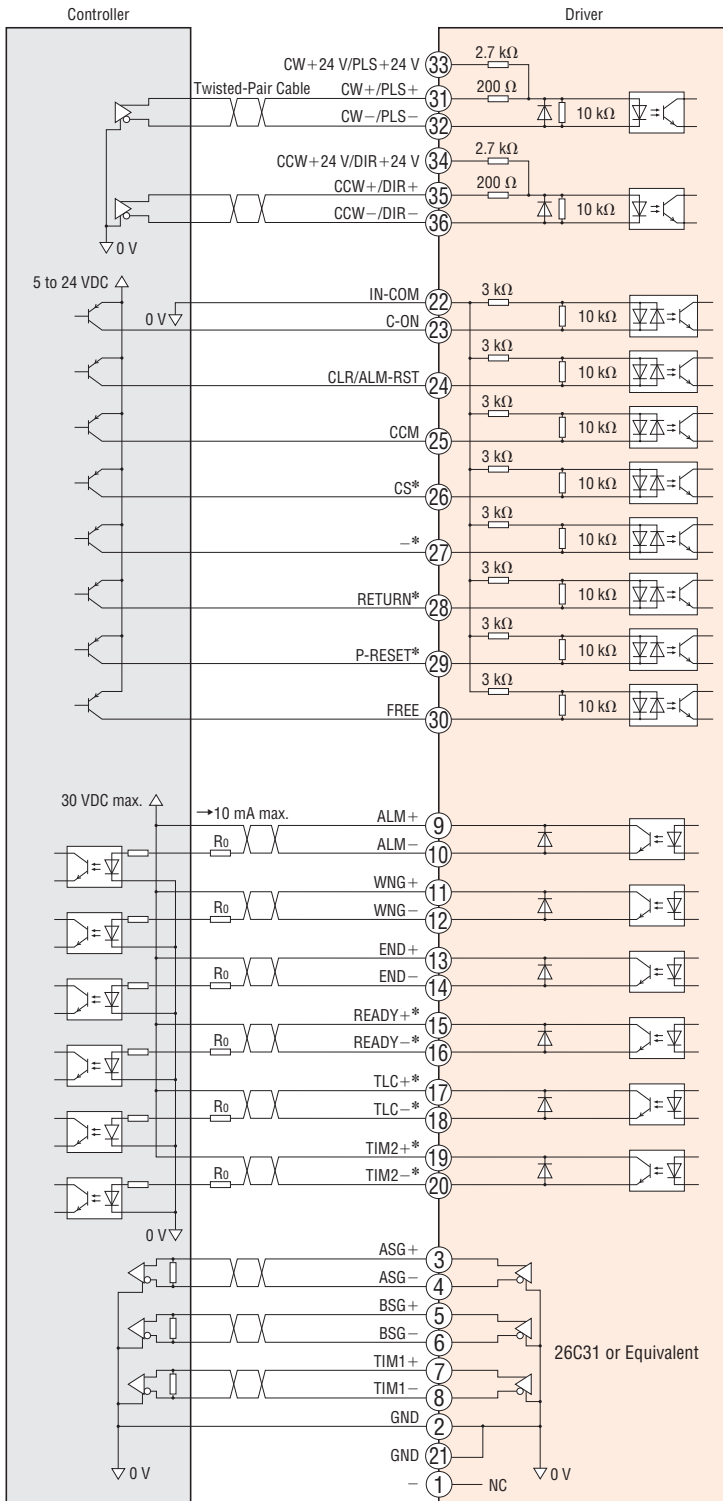 Controller Driver
CW+24 V/PLS+24 V 33 2.7 kΩ
Twisted-Pair Cable CW+/PLS+ 31 200 Ω
CW−/PLS− 32 10 kΩ
CCW+24 V/DIR+24 V 34 2.7 kΩ
CCW+/DIR+ 35 200 Ω
CCW−/DIR− 36 10 kΩ
0 V
5 to 24 VDC
IN-COM 22 3 kΩ
0 V C-ON 23 10 kΩ
3 kΩ
CLR/ALM-RST 24 10 kΩ
3 kΩ
CCM 25 10 kΩ
3 kΩ
CS* 26 10 kΩ
3 kΩ
−* 27 10 kΩ
3 kΩ
RETURN* 28 10 kΩ
3 kΩ
P-RESET* 29 10 kΩ
3 kΩ
FREE 30 10 kΩ
30 VDC max.
→10 mA max. ALM+ 9
R0 ALM− 10
WNG+ 11
R0 WNG− 12
END+ 13
R0 END− 14
READY+* 15
R0 READY−* 16
TLC+* 17
R0 TLC−* 18
TIM2+* 19
R0 TIM2−* 20
0 V
ASG+ 3
ASG− 4
BSG+ 5
BSG− 6
26C31 or Equivalent
TIM1+ 7
TIM1− 8
GND 2
GND 21
0 V 0 V
− 1 NC